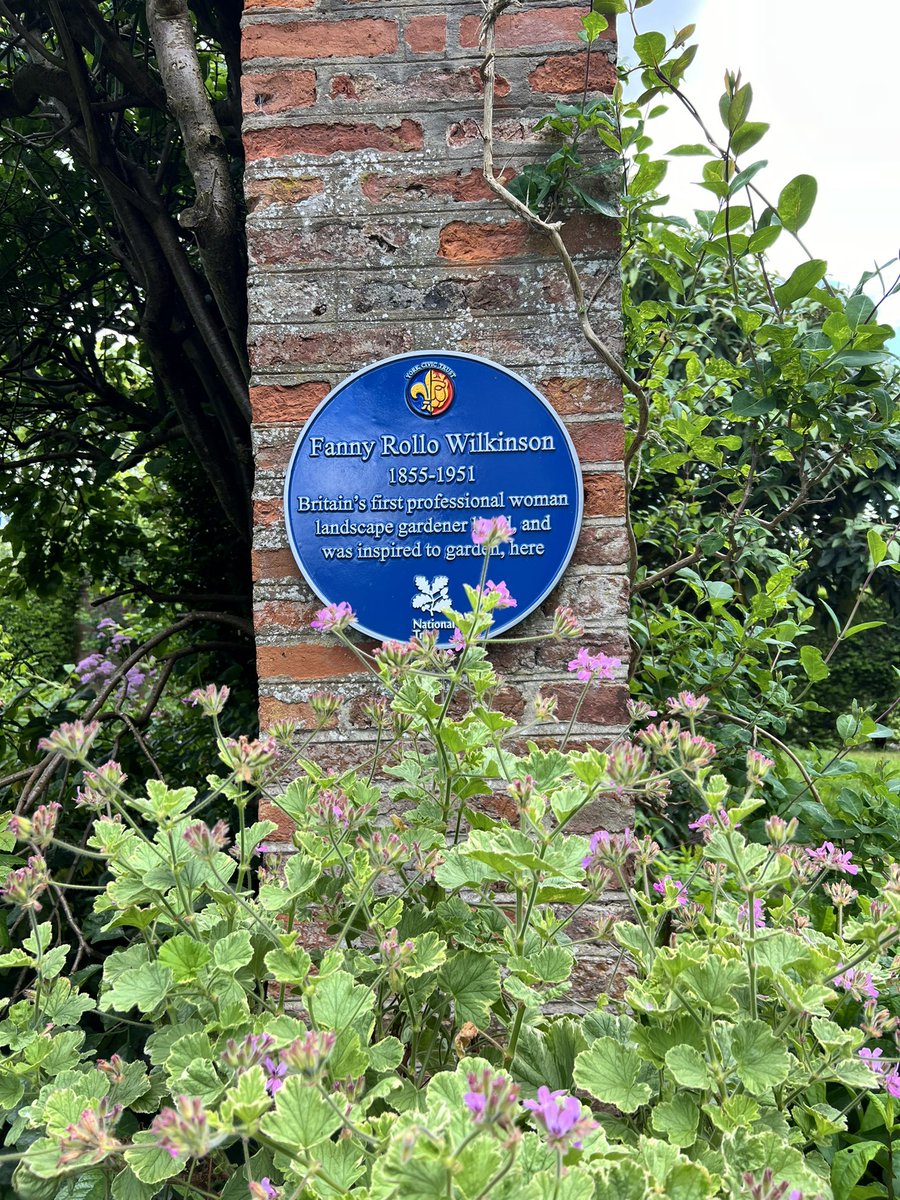 YORK CIVIC TRUST
Fanny Rollo Wilkinson
1855-1951
Britain's first professional woman
landscape gardener and
was inspired to garden, here
National